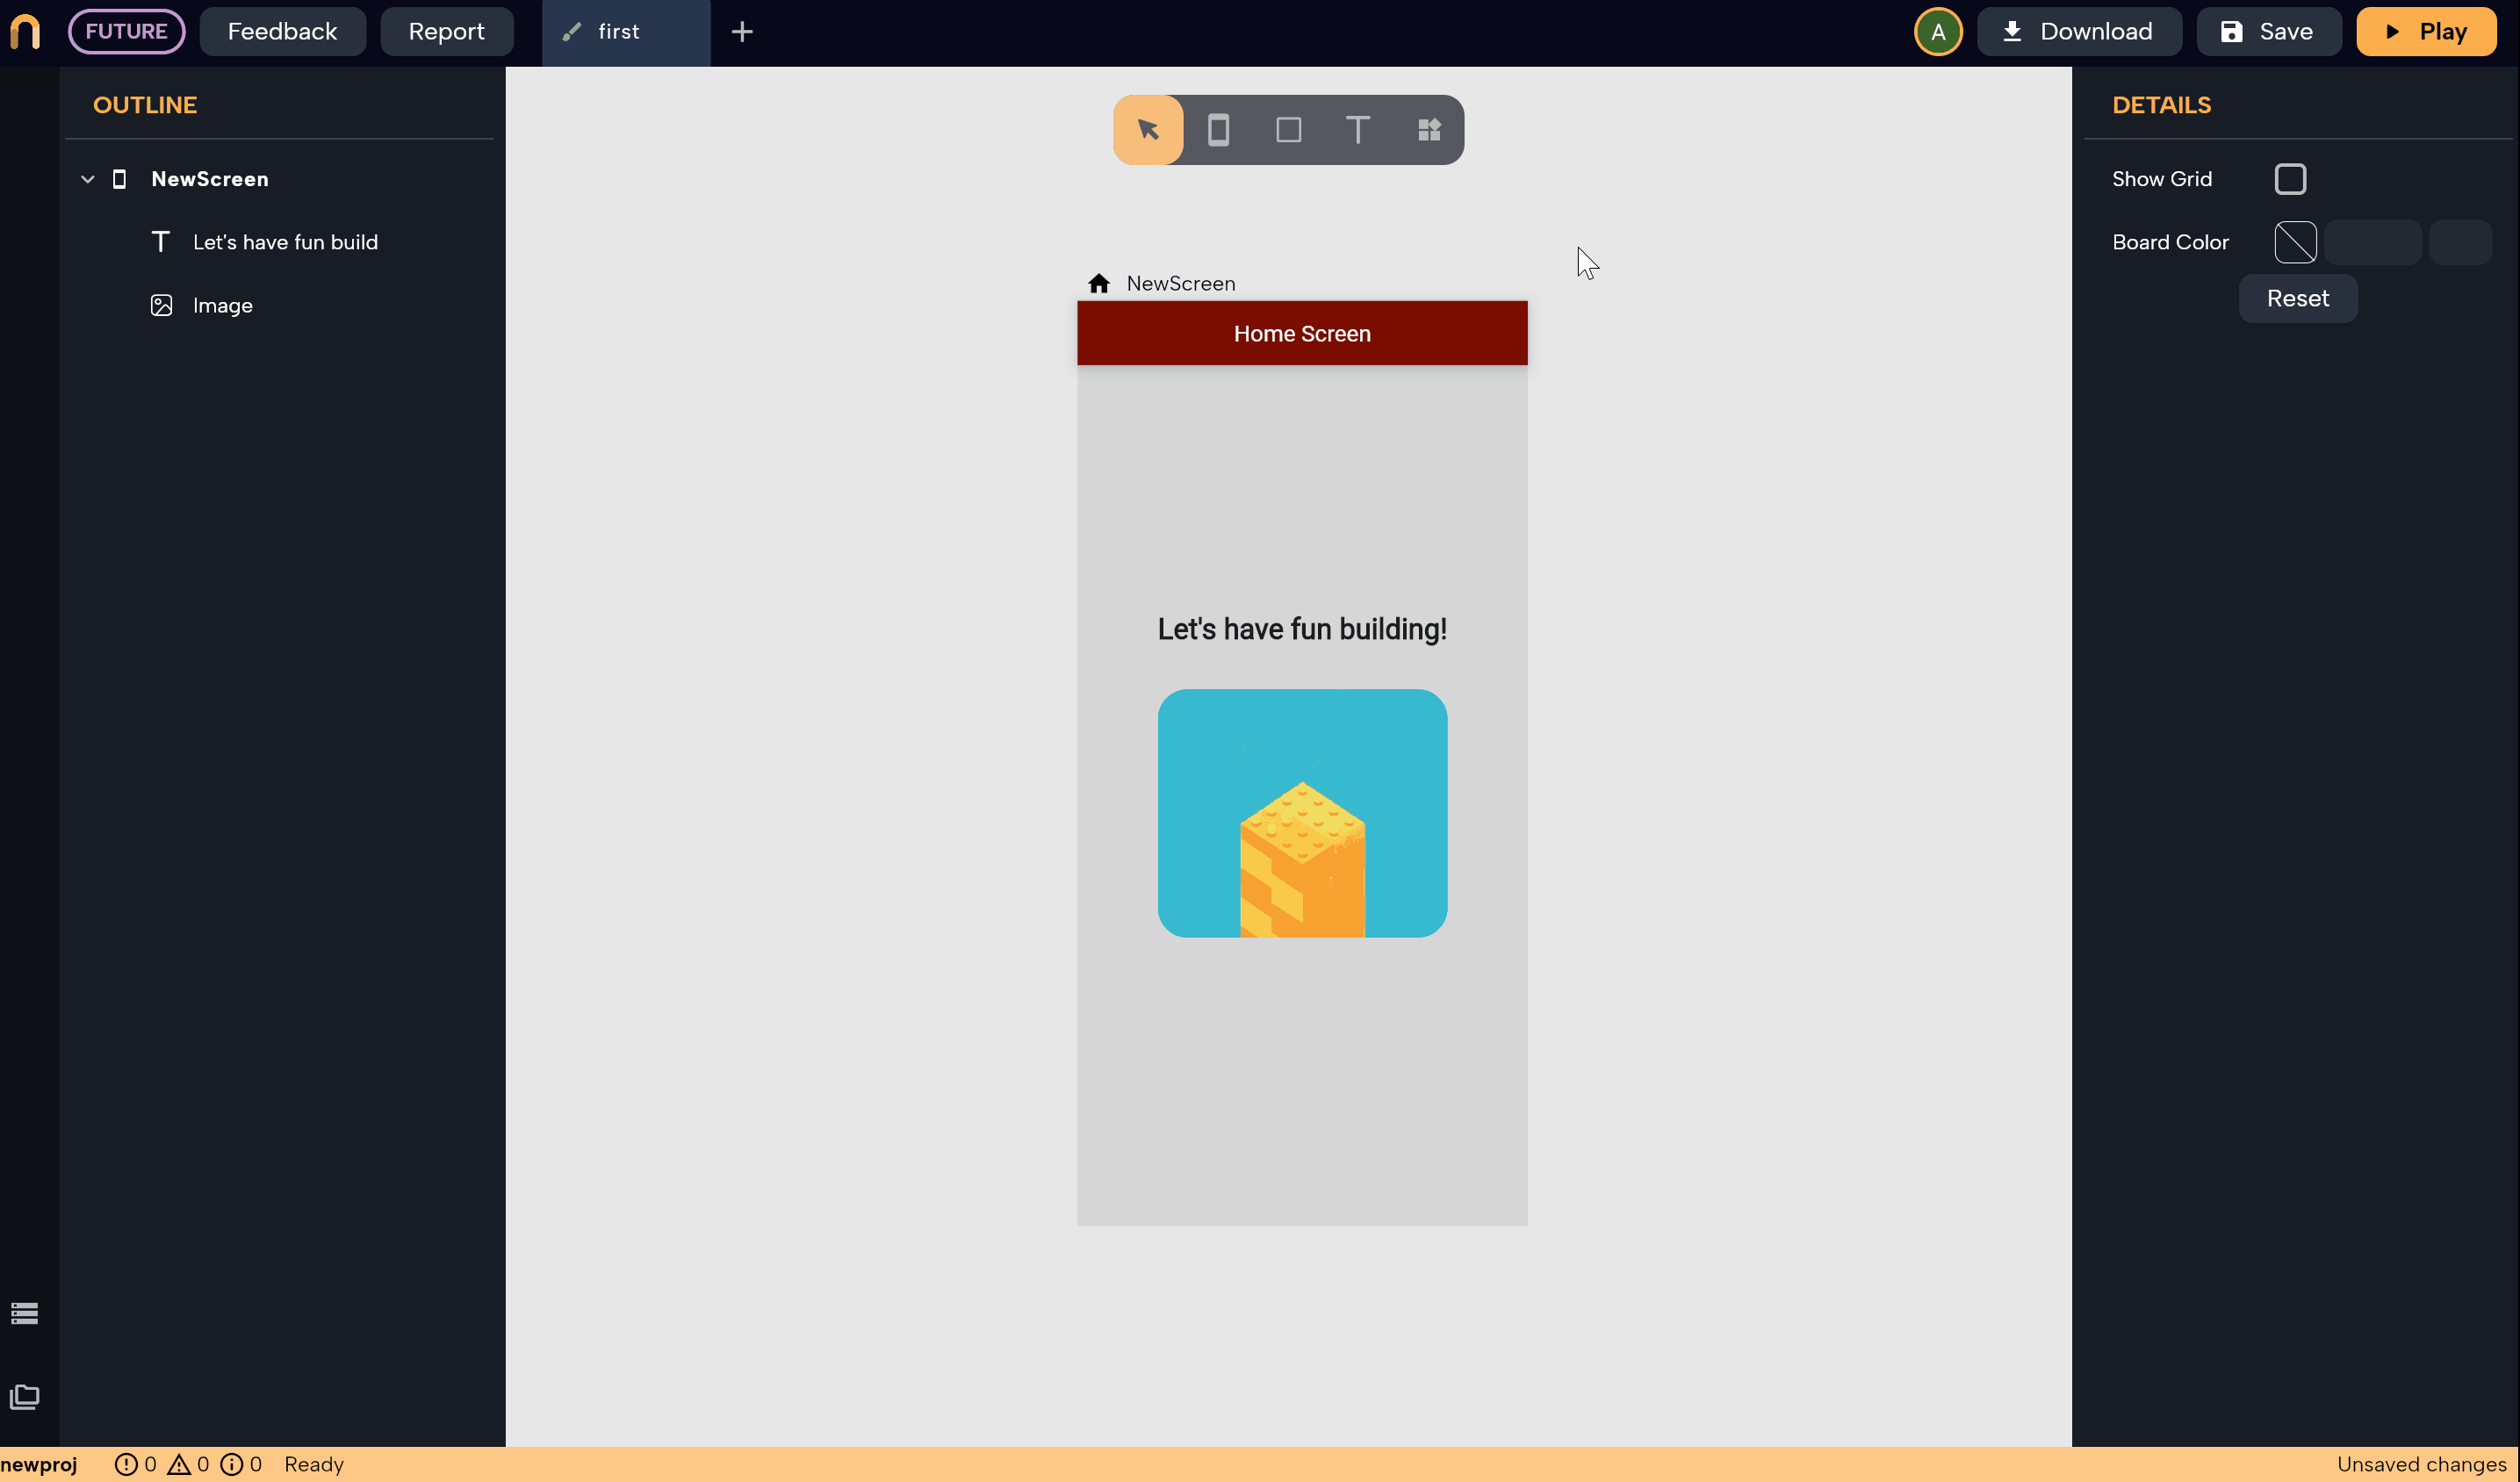 FUTURE Feedback Report first A Download Save Play
OUTLINE
NewScreen
Let's have fun build
Image
NewScreen
Home Screen
Let's have fun building!
DETAILS
Show Grid
Board Color
Reset
newproj 0 0 0 Ready Unsaved changes